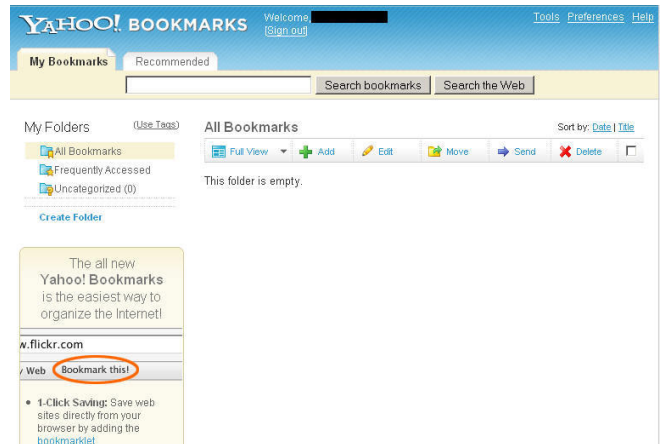 YAHOO! BOOKMARKS
Welcome,
[Sign out]
Tools Preferences Help
My Bookmarks Recommended
Search bookmarks Search the Web
My Folders (Use Tags)
All Bookmarks
Frequently Accessed
Uncategorized (0)
Create Folder
All Bookmarks
Sort by: Date | Title
Full View Add Edit Move Send Delete
This folder is empty.
The all new
Yahoo! Bookmarks
is the easiest way to
organize the Internet!
w.flickr.com
y Web Bookmark this!
• 1-Click Saving: Save web
sites directly from your
browser by adding the
bookmarklet